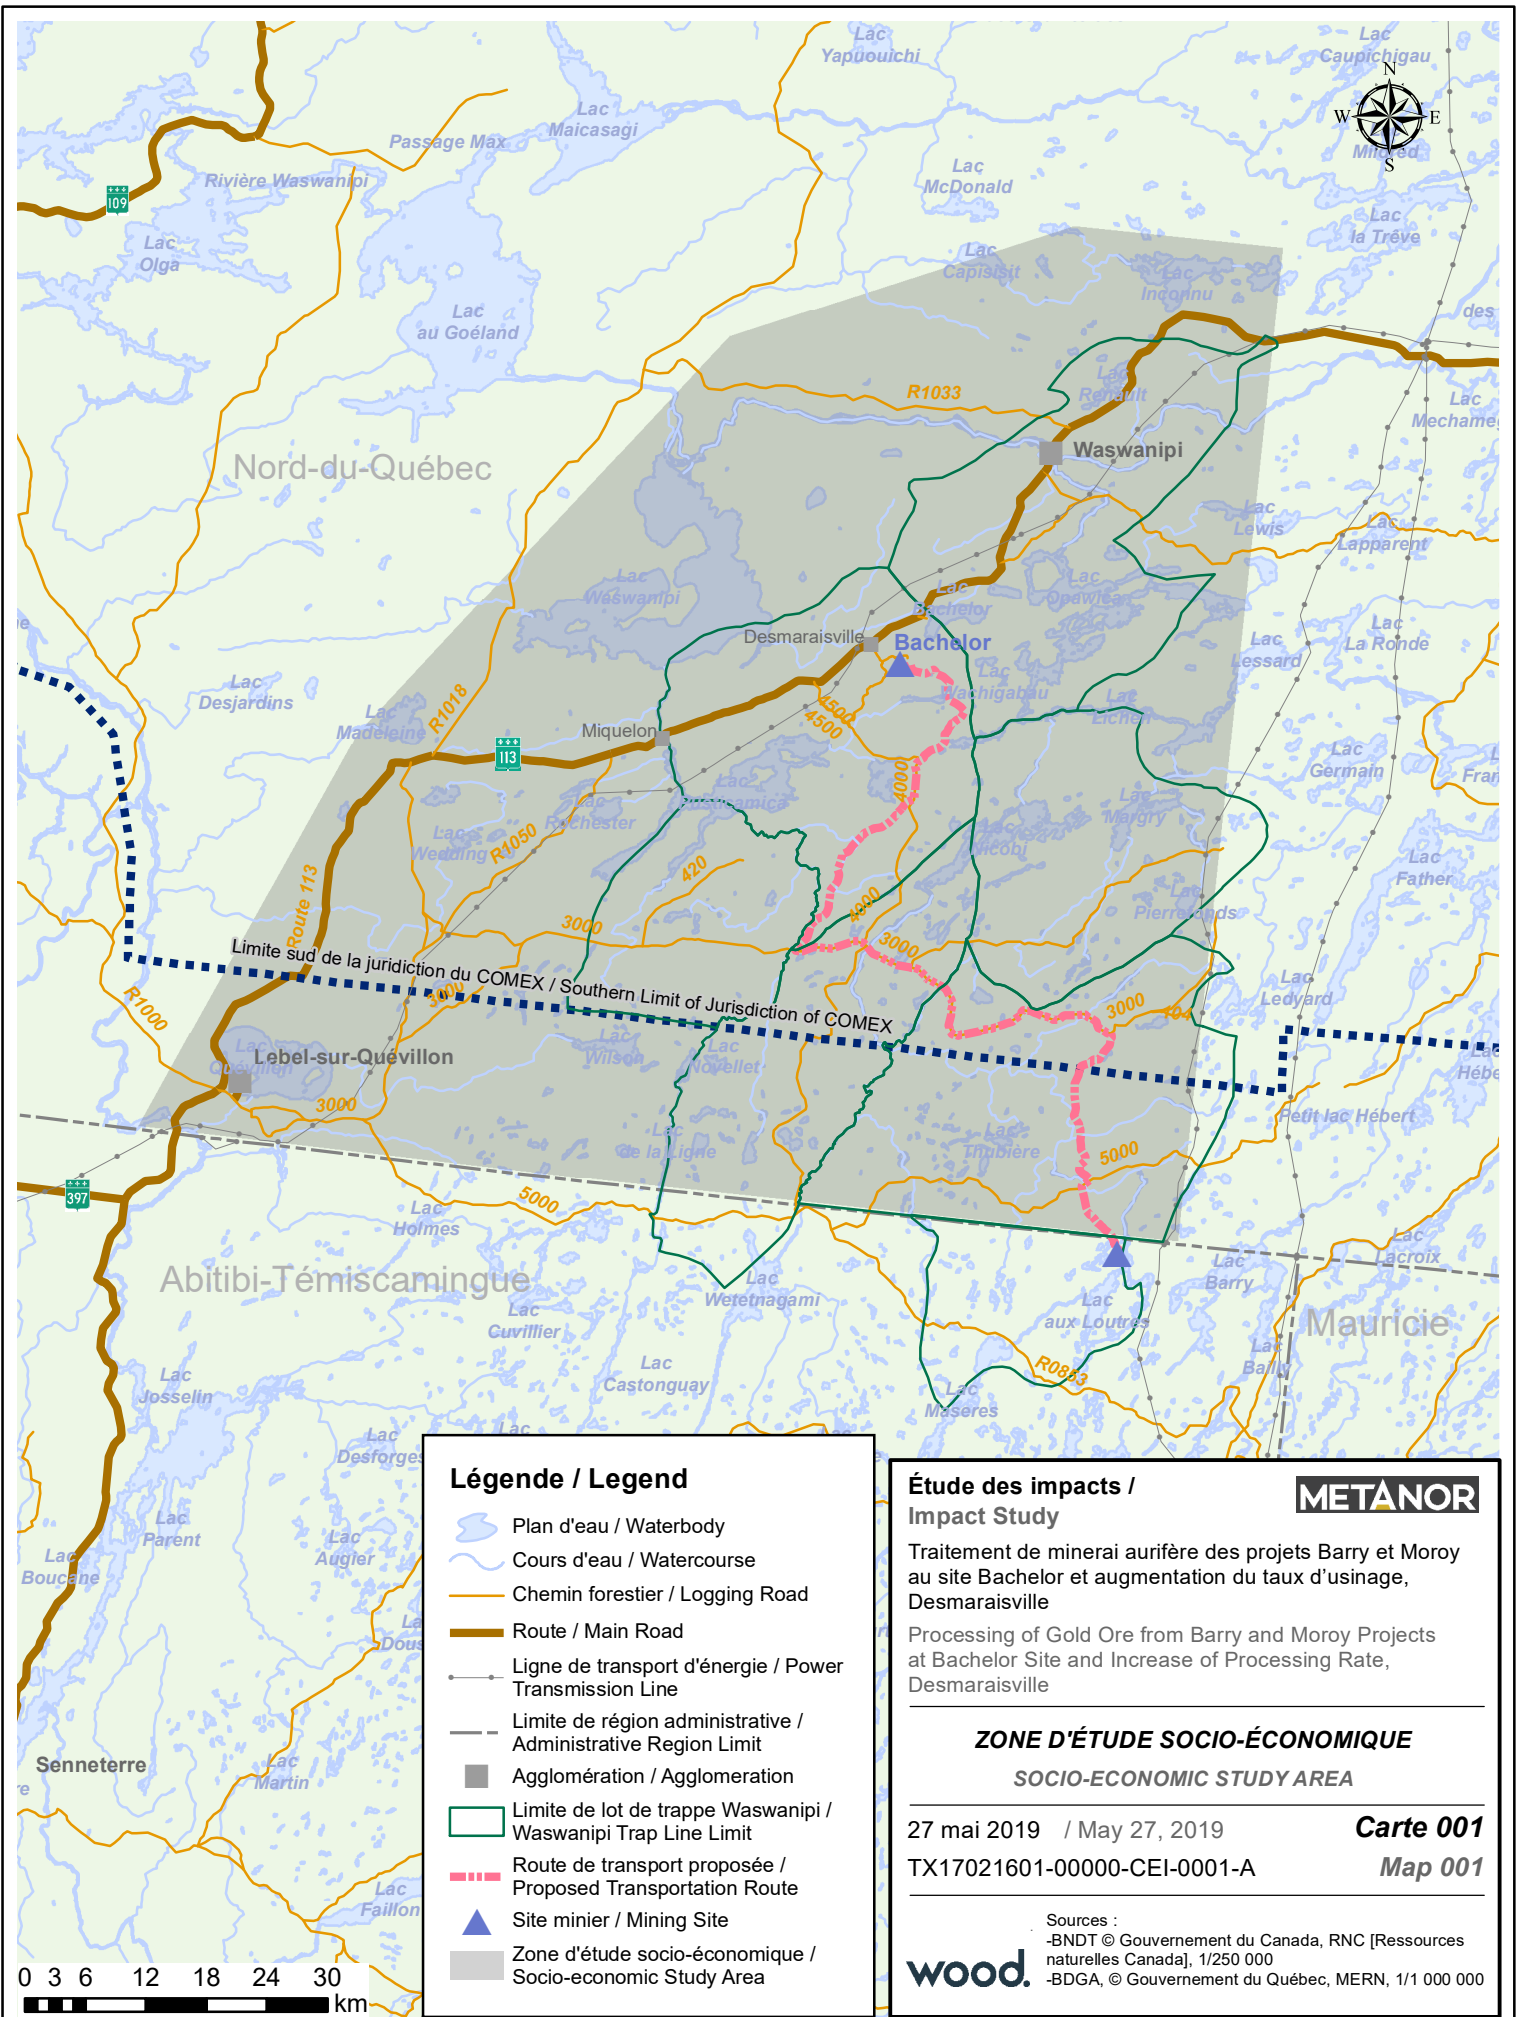 Lac
Yapuouichi
Lac
Caupichigau
N
W
E
S
Lac
Maicasagi
Passage Max
Rivière Waswanipi
109
Lac
Olga
Lac
McDonald
Lac
la Trêve
Lac
Capisisit
Lac
Inconnu
des
Lac
au Goéland
R1033
Lac
Renault
Lac
Nord-du-Québec
Waswanipi
Lac
Lewis
Lac
Lapparent
Lac
Waswanipi
Lac
Lac
Bachelor
Desmaraisville
Bachelor
Lac
Lessard
Lac
La Ronde
Lac
Wachigabau
Lac
Lichen
Lac
Desjardins
Lac
Madeleine
R1018
4500
4500
Miquelon
113
4000
Lac
Germain
Lac
Lac
Rochester
Lac
Margry
Lac
Wedding
R1050
Lac
Nicobi
420
Lac
Father
Route 113
4000
Lac
Pierrefonds
3000
3000
Limite sud de la juridiction du COMEX / Southern Limit of Jurisdiction of COMEX
3000
Lac
Ledyard
R1000
3000
104
Lac
Quévillon
Lebel-sur-Quévillon
Lac
Wilson
Lac
Novellet
Lac
3000
Petit lac Hébert
Lac
de la Ligne
Lac
Thubière
5000
397
5000
Lac
Holmes
Lac
Lacroix
Abitibi-Témiscamingue
Lac
Barry
Lac
Wetetnagami
Lac
aux Loutres
Lac
Cuvillier
Mauricie
Lac
Bailly
Lac
Castonguay
R0853
Lac
Josselin
Lac
Maseres
Lac
Desforges
Lac
Lac
Parent
Lac
Augier
Lac
Boucane
Senneterre
Lac
Martin
Lac
Faillon
0 3 6 12 18 24 30
km
Légende / Legend
Plan d'eau / Waterbody
Cours d'eau / Watercourse
Chemin forestier / Logging Road
Route / Main Road
Ligne de transport d'énergie / Power
Transmission Line
Limite de région administrative /
Administrative Region Limit
Agglomération / Agglomeration
Limite de lot de trappe Waswanipi /
Waswanipi Trap Line Limit
Route de transport proposée /
Proposed Transportation Route
Site minier / Mining Site
Zone d'étude socio-économique /
Socio-economic Study Area
Étude des impacts /
Impact Study
METANOR
Traitement de minerai aurifère des projets Barry et Moroy
au site Bachelor et augmentation du taux d'usinage,
Desmaraisville
Processing of Gold Ore from Barry and Moroy Projects
at Bachelor Site and Increase of Processing Rate,
Desmaraisville
ZONE D'ÉTUDE SOCIO-ÉCONOMIQUE
SOCIO-ECONOMIC STUDY AREA
27 mai 2019 / May 27, 2019
Carte 001
TX17021601-00000-CEI-0001-A
Map 001
wood.
Sources :
-BNDT © Gouvernement du Canada, RNC [Ressources
naturelles Canada], 1/250 000
-BDGA, © Gouvernement du Québec, MERN, 1/1 000 000